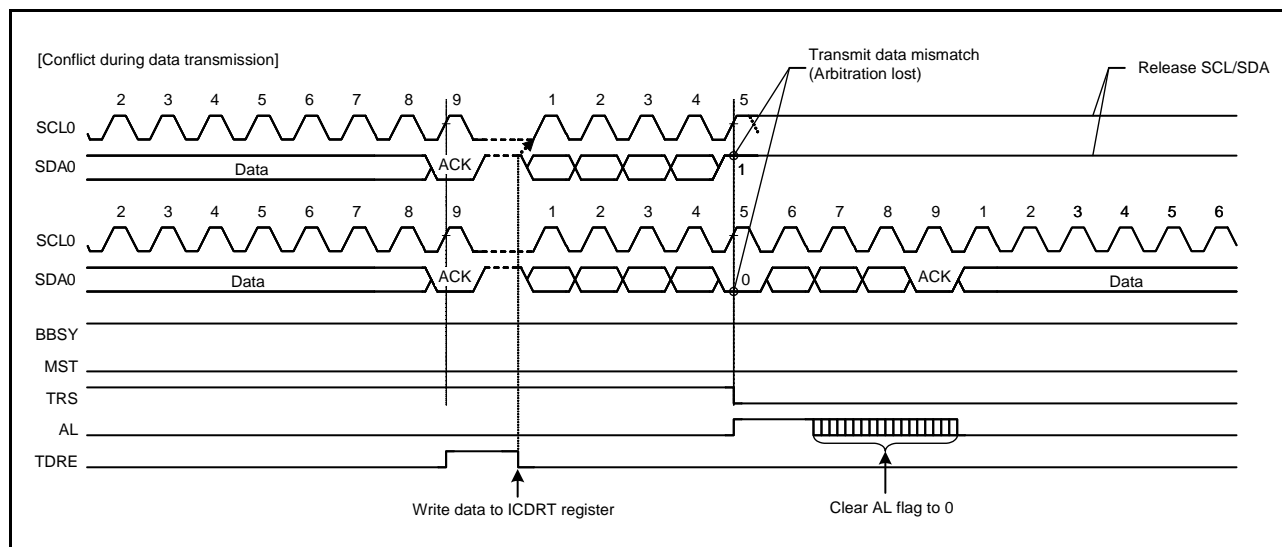 [Conflict during data transmission]
Transmit data mismatch
(Arbitration lost)
Release SCL/SDA
2 3 4 5 6 7 8 9 1 2 3 4 5
SCL0
SDA0 Data ACK 1
2 3 4 5 6 7 8 9 1 2 3 4 5 6 7 8 9 1 2 3 4 5 6
SCL0
SDA0 Data ACK 0 ACK Data
BBSY
MST
TRS
AL
TDRE
Write data to ICDRT register
Clear AL flag to 0